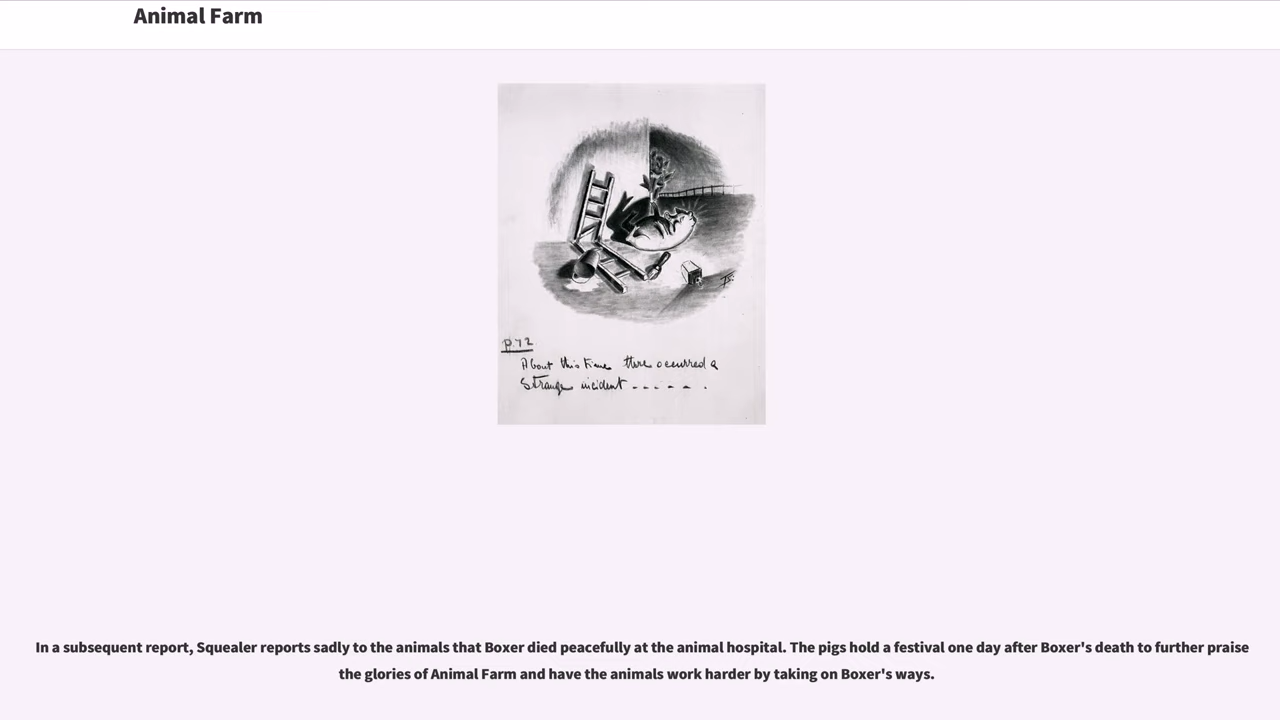 Animal Farm
p.72
About this time there occurred a
strange incident - - - - - .
In a subsequent report, Squealer reports sadly to the animals that Boxer died peacefully at the animal hospital. The pigs hold a festival one day after Boxer's death to further praise
the glories of Animal Farm and have the animals work harder by taking on Boxer's ways.